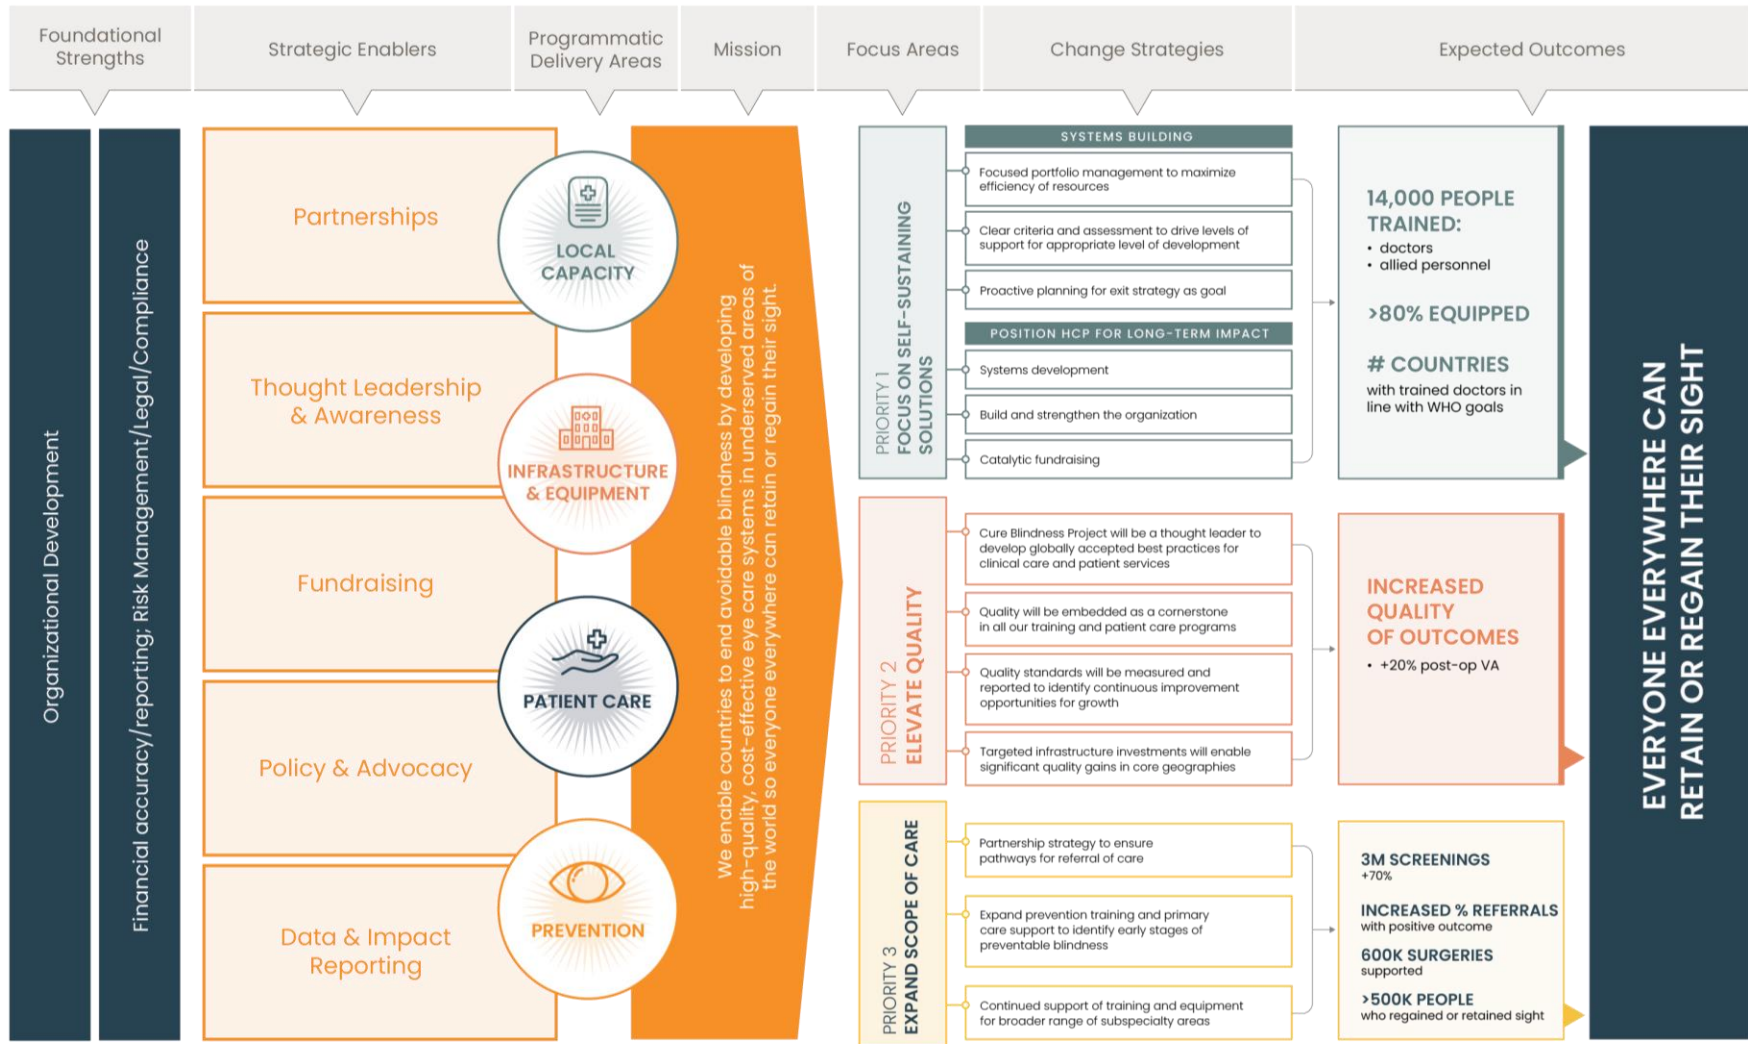 Foundational
Strengths
Strategic Enablers
Programmatic
Delivery Areas
Mission
Focus Areas
Change Strategies
Expected Outcomes
Organizational Development
Financial accuracy/reporting; Risk Management/Legal/Compliance
Partnerships
Thought Leadership
& Awareness
Fundraising
Policy & Advocacy
Data & Impact
Reporting
LOCAL
CAPACITY
INFRASTRUCTURE
& EQUIPMENT
PATIENT CARE
PREVENTION
We enable countries to end avoidable blindness by developing
high-quality, cost-effective eye care systems in underserved areas of
the world so everyone everywhere can retain or regain their sight.
PRIORITY 1
FOCUS ON SELF-SUSTAINING
SOLUTIONS
SYSTEMS BUILDING
Focused portfolio management to maximize
efficiency of resources
Clear criteria and assessment to drive levels of
support for appropriate level of development
Proactive planning for exit strategy as goal
POSITION HCP FOR LONG-TERM IMPACT
Systems development
Build and strengthen the organization
Catalytic fundraising
14,000 PEOPLE
TRAINED:
• doctors
• allied personnel
>80% EQUIPPED
# COUNTRIES
with trained doctors in
line with WHO goals
PRIORITY 2
ELEVATE QUALITY
Cure Blindness Project will be a thought leader to
develop globally accepted best practices for
clinical care and patient services
Quality will be embedded as a cornerstone
in all our training and patient care programs
Quality standards will be measured and
reported to identify continuous improvement
opportunities for growth
Targeted infrastructure investments will enable
significant quality gains in core geographies
INCREASED
QUALITY
OF OUTCOMES
• +20% post-op VA
PRIORITY 3
EXPAND SCOPE OF CARE
Partnership strategy to ensure
pathways for referral of care
Expand prevention training and primary
care support to identify early stages of
preventable blindness
Continued support of training and equipment
for broader range of subspecialty areas
3M SCREENINGS
+70%
INCREASED % REFERRALS
with positive outcome
600K SURGERIES
supported
>500K PEOPLE
who regained or retained sight
EVERYONE EVERYWHERE CAN
RETAIN OR REGAIN THEIR SIGHT